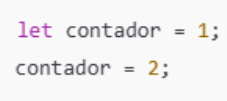 let contador = 1;
contador = 2;